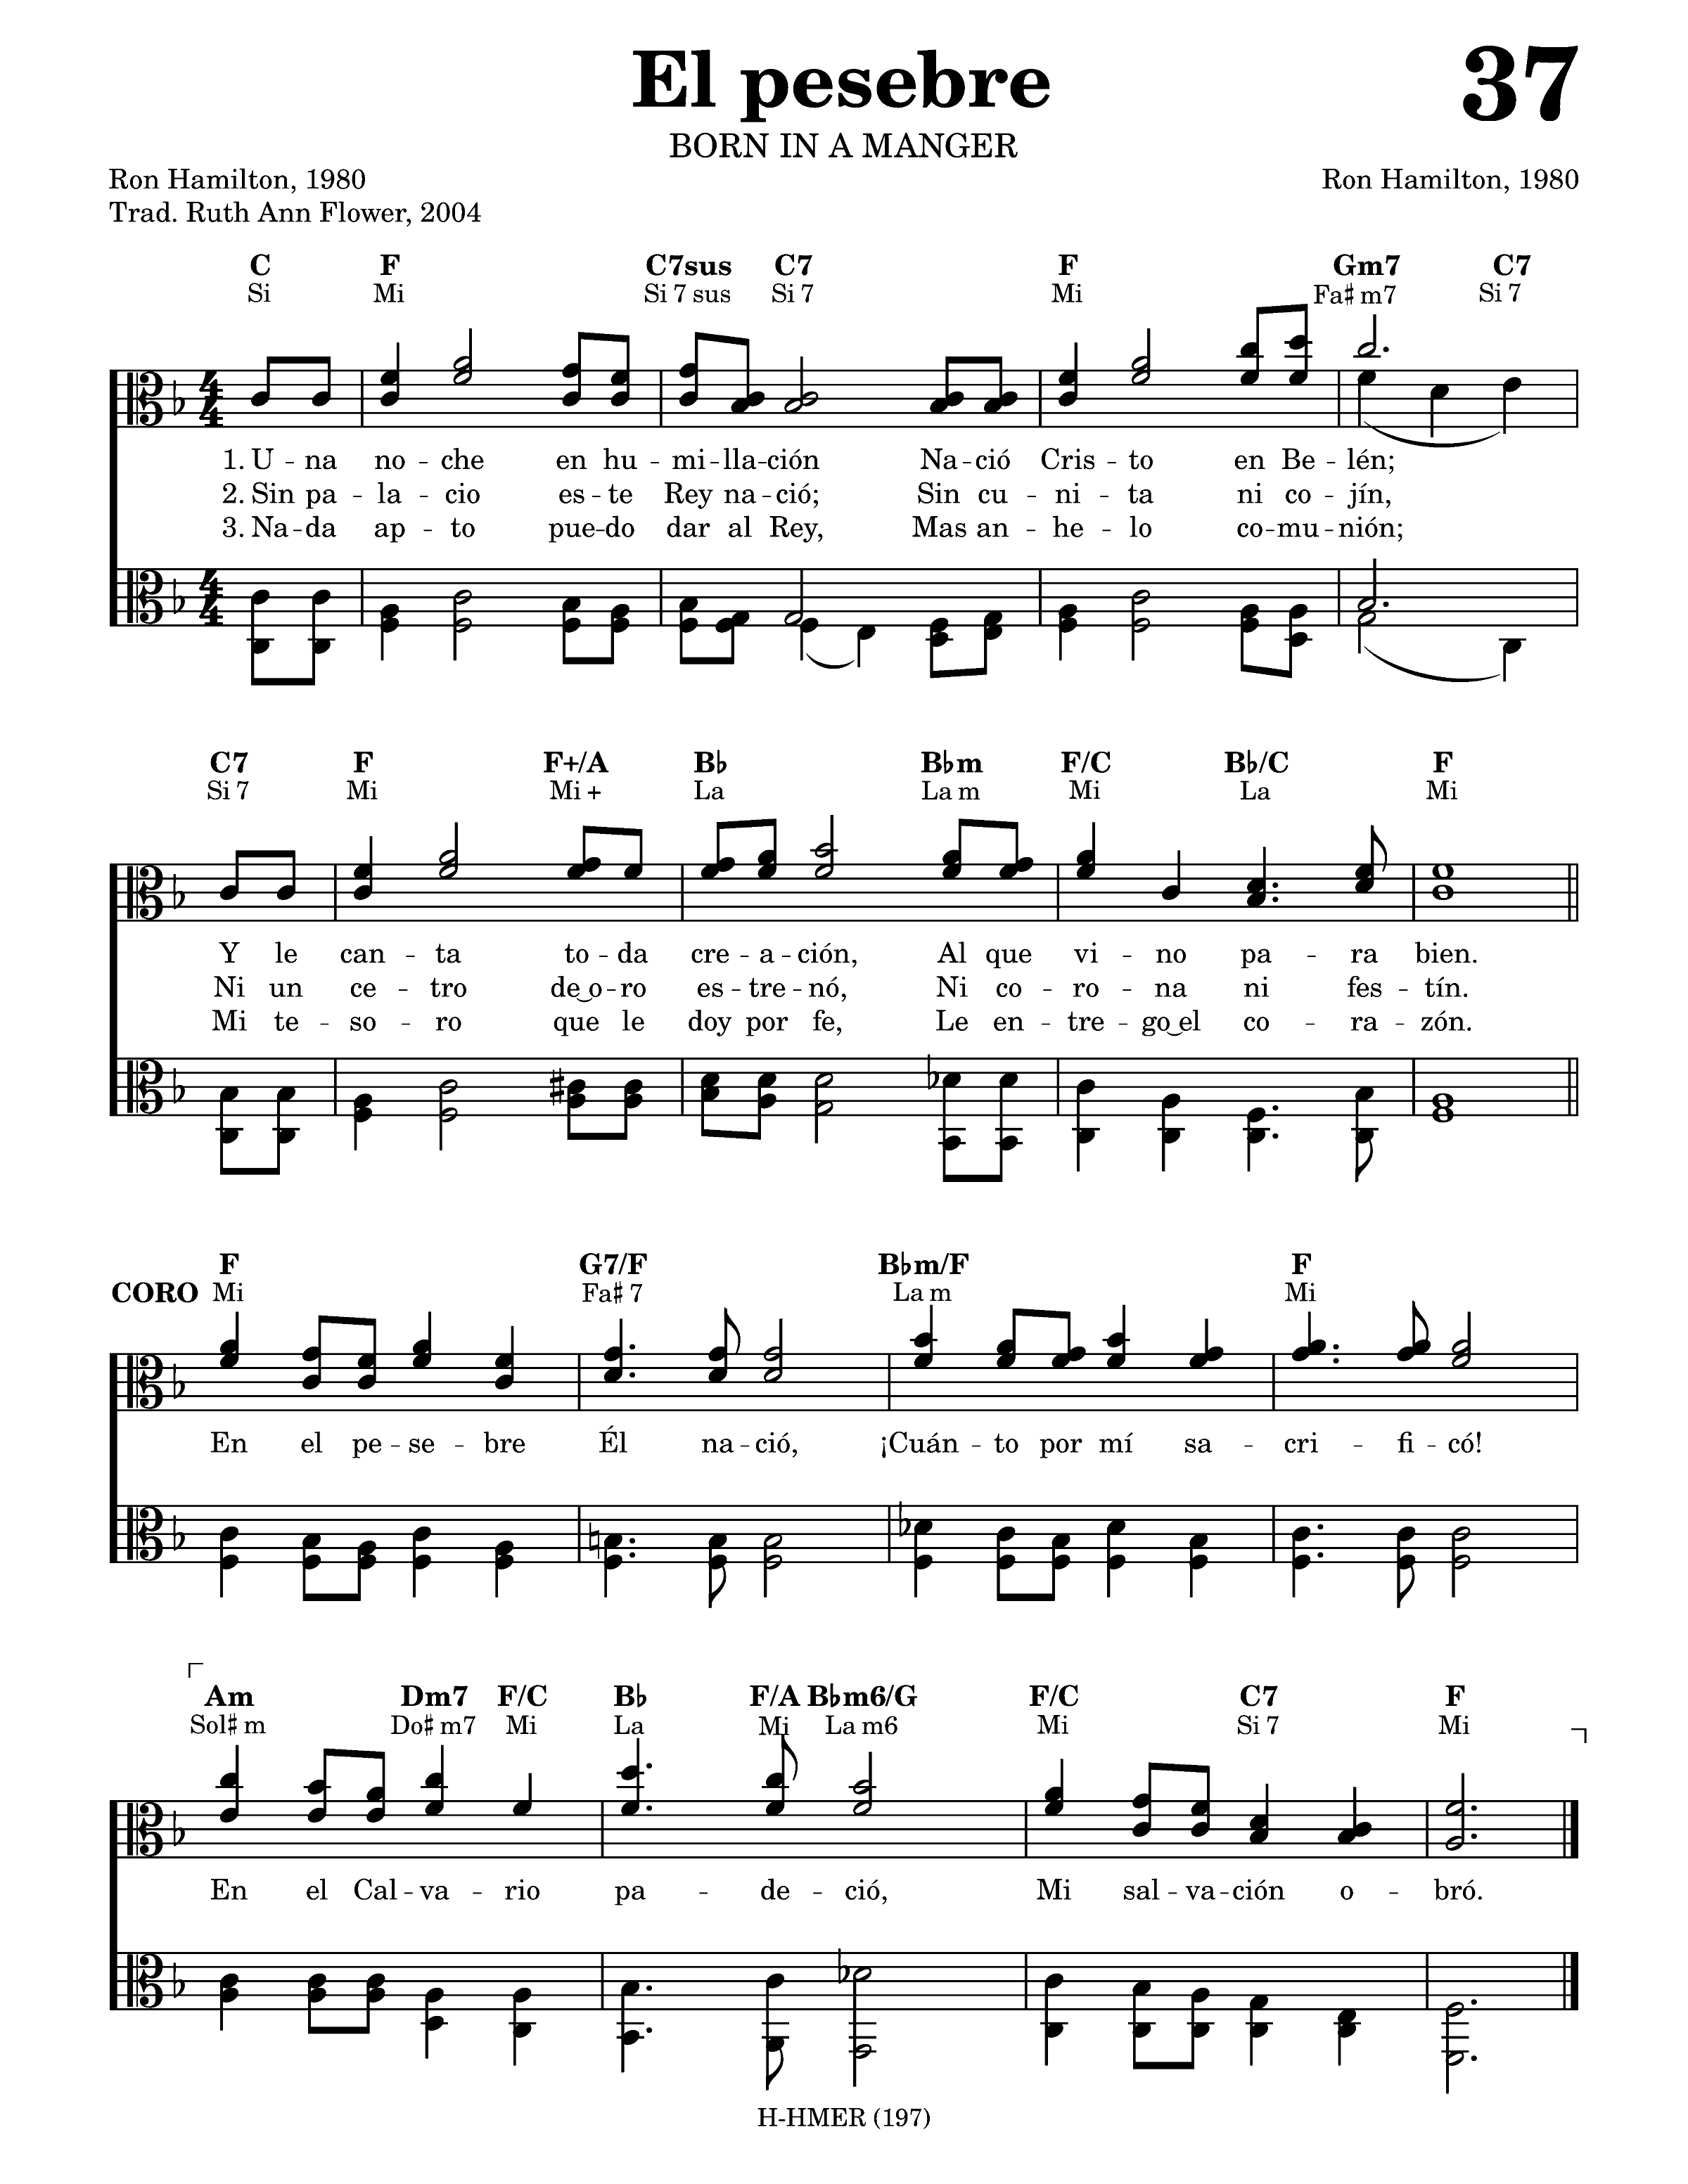 El pesebre
37
BORN IN A MANGER
Ron Hamilton, 1980
Ron Hamilton, 1980
Trad. Ruth Ann Flower, 2004
C F C7sus C7 F Gm7 C7
Si Mi Si 7 sus Si 7 Mi Fa♯ m7 Si 7
1. U - na no - che en hu - mi - lla - ción Na - ció Cris - to en Be - lén;
2. Sin pa - la - cio es - te Rey na - ció; Sin cu - ni - ta ni co - jín,
3. Na - da ap - to pue - do dar al Rey, Mas an - he - lo co - mu - nión;
C7 F F+/A B♭ B♭m F/C B♭/C F
Si 7 Mi Mi + La La m Mi La Mi
Y le can - ta to - da cre - a - ción, Al que vi - no pa - ra bien.
Ni un ce - tro de‿o - ro es - tre - nó, Ni co - ro - na ni fes - tín.
Mi te - so - ro que le doy por fe, Le en - tre - go‿el co - ra - zón.
F G7/F B♭m/F F
CORO Mi Fa♯ 7 La m Mi
En el pe - se - bre Él na - ció, ¡Cuán - to por mí sa - cri - fi - có!
Am Dm7 F/C B♭ F/A B♭m6/G F/C C7 F
Sol♯ m Do♯ m7 Mi La Mi La m6 Mi Si 7 Mi
En el Cal - va - rio pa - de - ció, Mi sal - va - ción o - bró.
H-HMER (197)